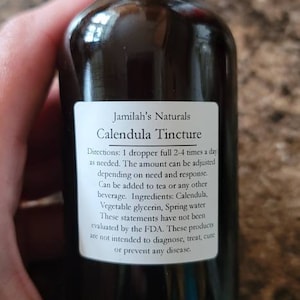 Jamilah's Naturals
Calendula Tincture
Directions: 1 dropper full 2-4 times a day
as needed. The amount can be adjusted
depending on need and response.
Can be added to tea or any other
beverage. Ingredients: Calendula,
Vegetable glycerin, Spring water
These statements have not been
evaluated by the FDA. These products
are not intended to diagnose, treat, cure
or prevent any disease.